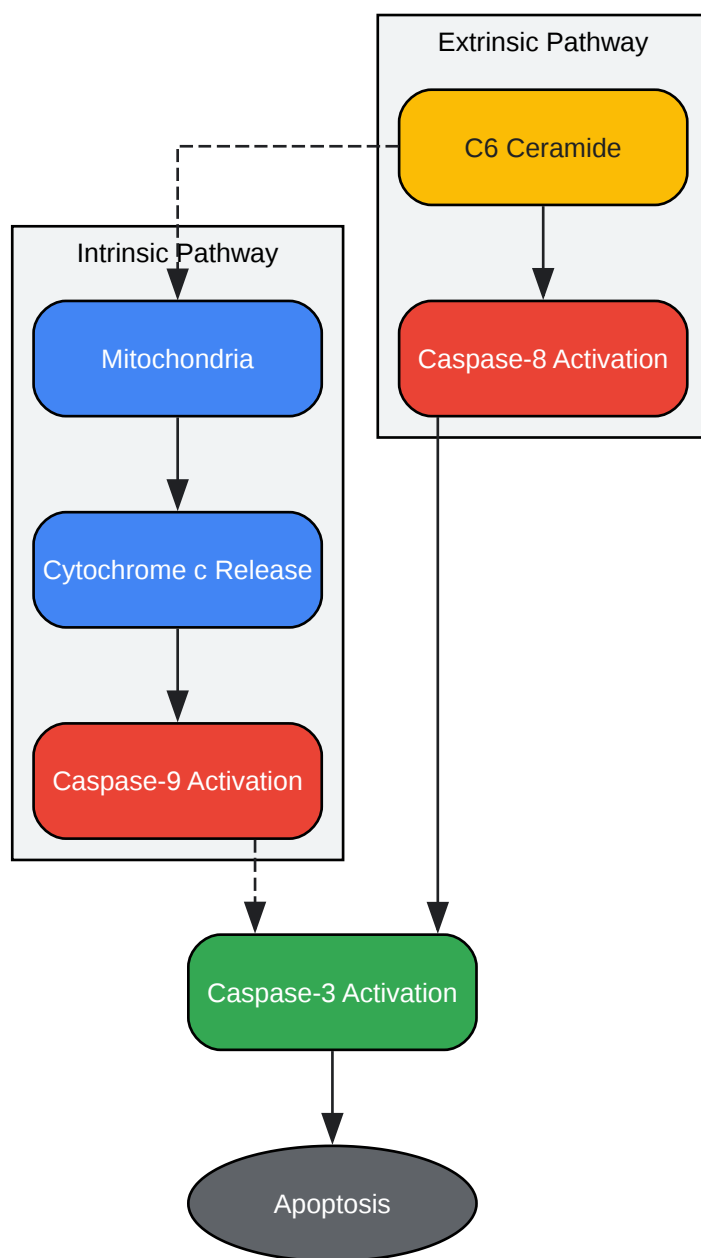 Extrinsic Pathway
C6 Ceramide
Intrinsic Pathway
Mitochondria
Caspase-8 Activation
Cytochrome c Release
Caspase-9 Activation
Caspase-3 Activation
Apoptosis